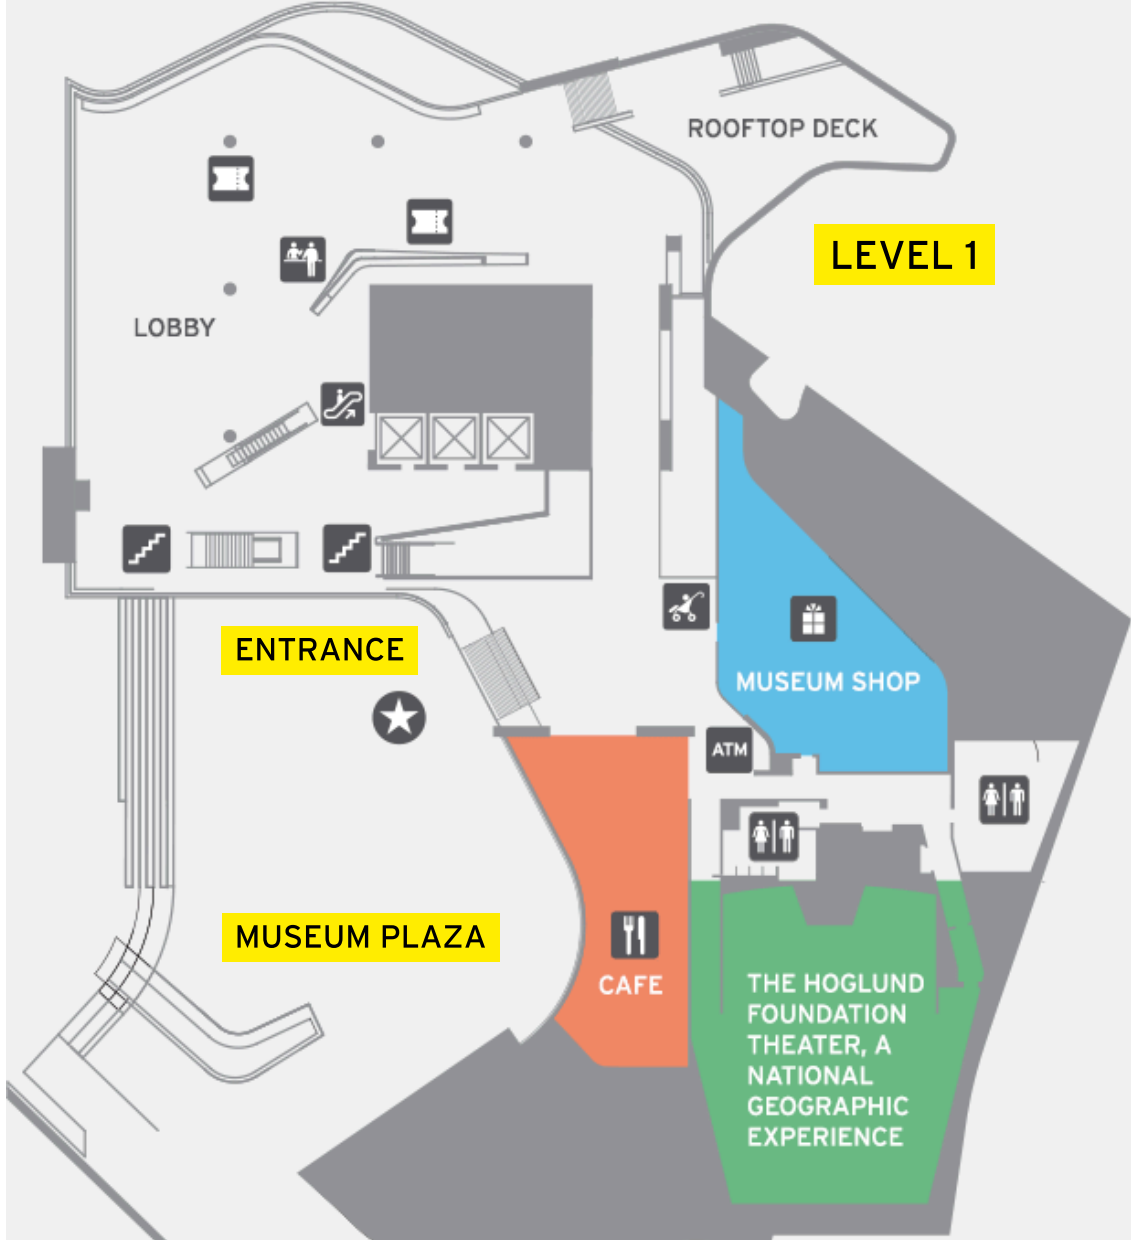 ROOFTOP DECK
LEVEL 1
LOBBY
ENTRANCE
MUSEUM SHOP
ATM
MUSEUM PLAZA
CAFE
THE HOGLUND
FOUNDATION
THEATER, A
NATIONAL
GEOGRAPHIC
EXPERIENCE